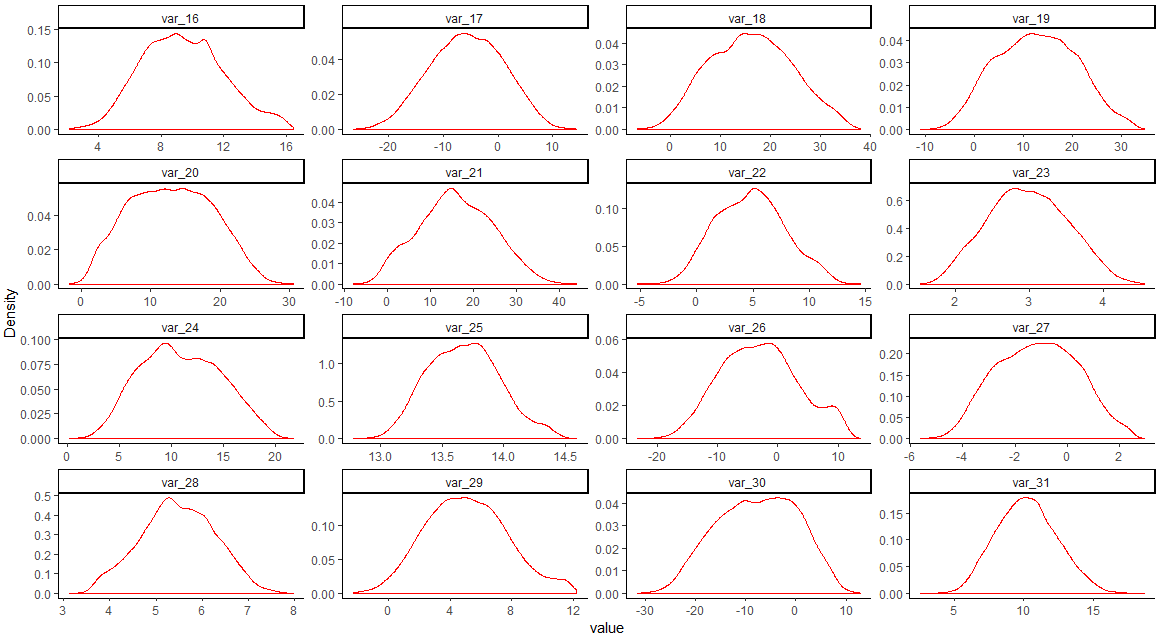 var_16 var_17 var_18 var_19
0.15 0.10 0.05 0.00
0.04 0.02 0.00
0.04 0.03 0.02 0.01 0.00
0.04 0.03 0.02 0.01 0.00
4 8 12 16
-20 -10 0 10
0 10 20 30 40
-10 0 10 20 30
var_20 var_21 var_22 var_23
0.04 0.02 0.00
0.04 0.03 0.02 0.01 0.00
0.10 0.05 0.00
0.6 0.4 0.2 0.0
0 10 20 30
-10 0 10 20 30 40
-5 0 5 10 15
2 3 4
Density
var_24 var_25 var_26 var_27
0.100 0.075 0.050 0.025 0.000
1.0 0.5 0.0
0.06 0.04 0.02 0.00
0.20 0.15 0.10 0.05 0.00
0 5 10 15 20
13.0 13.5 14.0 14.5
-20 -10 0 10
-6 -4 -2 0 2
var_28 var_29 var_30 var_31
0.5 0.4 0.3 0.2 0.1 0.0
0.10 0.05 0.00
0.04 0.03 0.02 0.01 0.00
0.15 0.10 0.05 0.00
3 4 5 6 7 8
0 4 8 12
-30 -20 -10 0 10
5 10 15
value